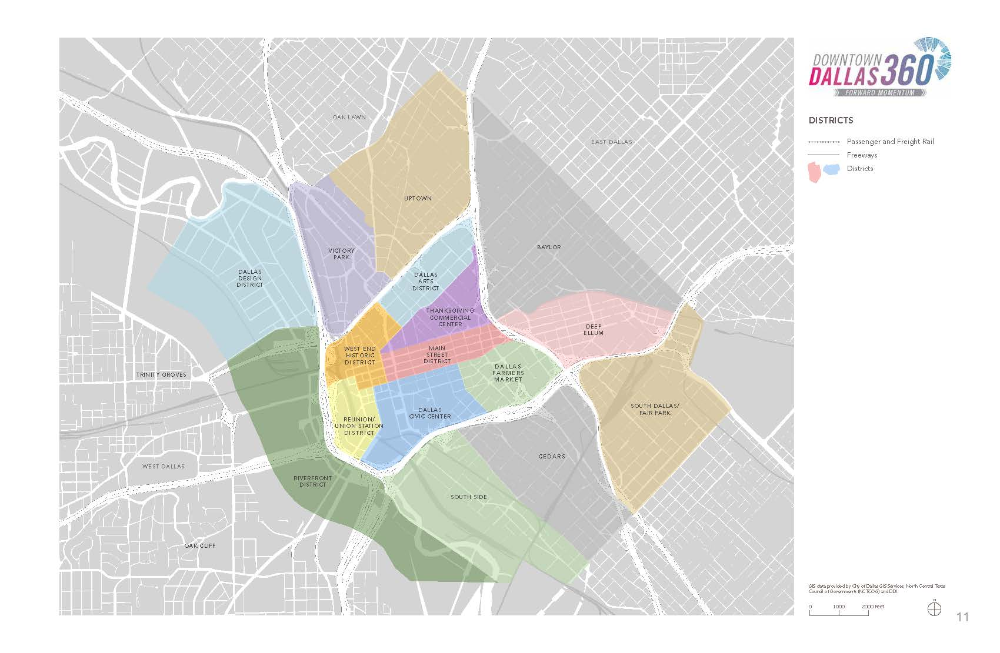 DOWNTOWN
DALLAS 360
FORWARD MOMENTUM
DISTRICTS
Passenger and Freight Rail
Freeways
Districts
OAK LAWN
EAST DALLAS
UPTOWN
BAYLOR
VICTORY
PARK
DALLAS
DESIGN
DISTRICT
DALLAS
ARTS
DISTRICT
THANKSGIVING
COMMERCIAL
CENTER
DEEP
ELLUM
WEST END
HISTORIC
DISTRICT
MAIN
STREET
DISTRICT
DALLAS
FARMERS
MARKET
TRINITY GROVES
SOUTH DALLAS/
FAIR PARK
DALLAS
CIVIC CENTER
REUNION/
UNION STATION
DISTRICT
CEDARS
WEST DALLAS
RIVERFRONT
DISTRICT
SOUTH SIDE
OAK CLIFF
GIS data provided by City of Dallas GIS Services, North Central Texas
Council of Governments (NCTCOG) and DDI.
0 1000 2000 Feet
N
11